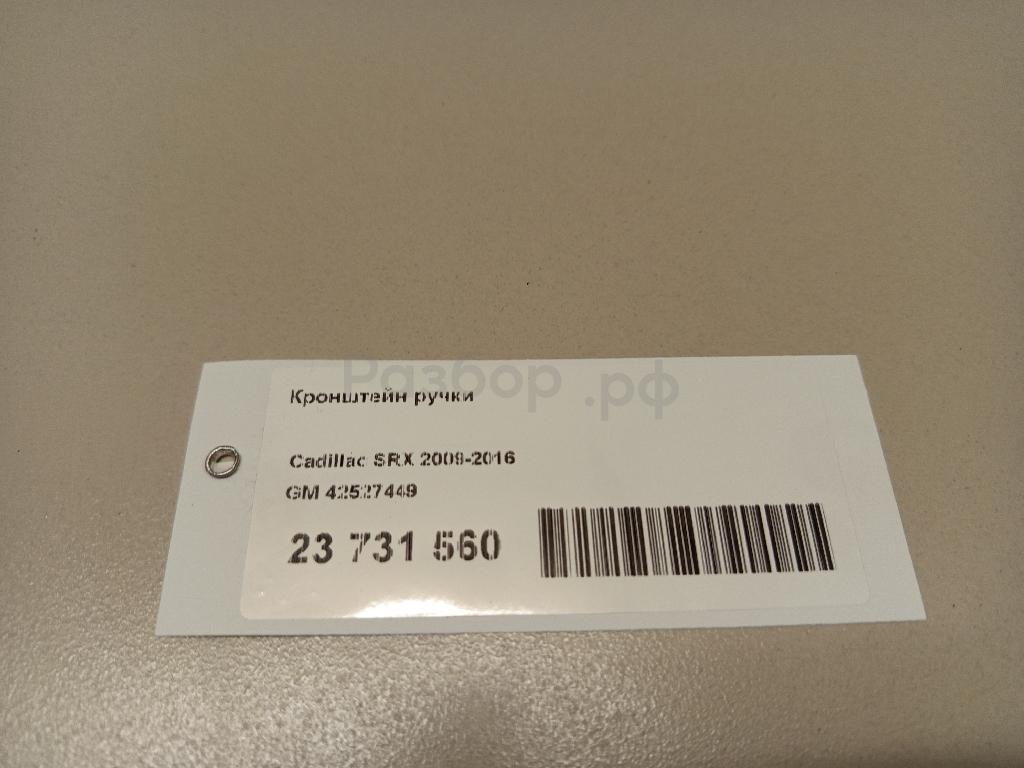 Разбор.рф
Кронштейн ручки
Cadillac SRX 2009-2016
GM 42527449
23 731 560